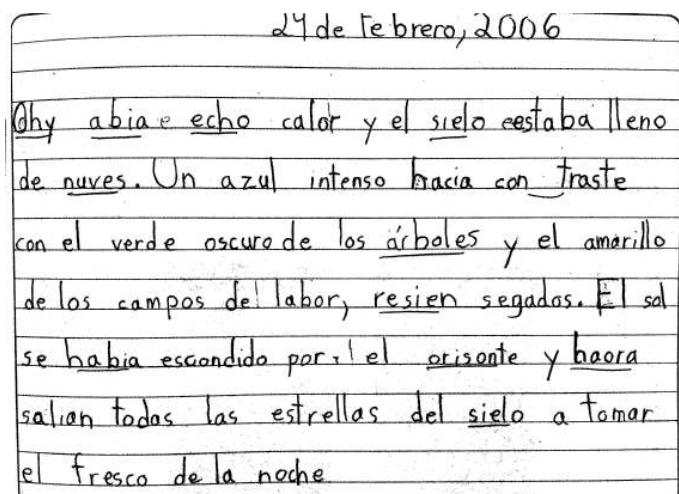 24 de Febrero, 2006
Ohy abia e echo calor y el sielo eestaba lleno
de nuves. Un azul intenso hacia con traste
con el verde oscuro de los árboles y el amarillo
de los campos del labor, resien segados. El sol
se habia escondido por el orisonte y haora
salian todas las estrellas del sielo a tomar
el fresco de la noche